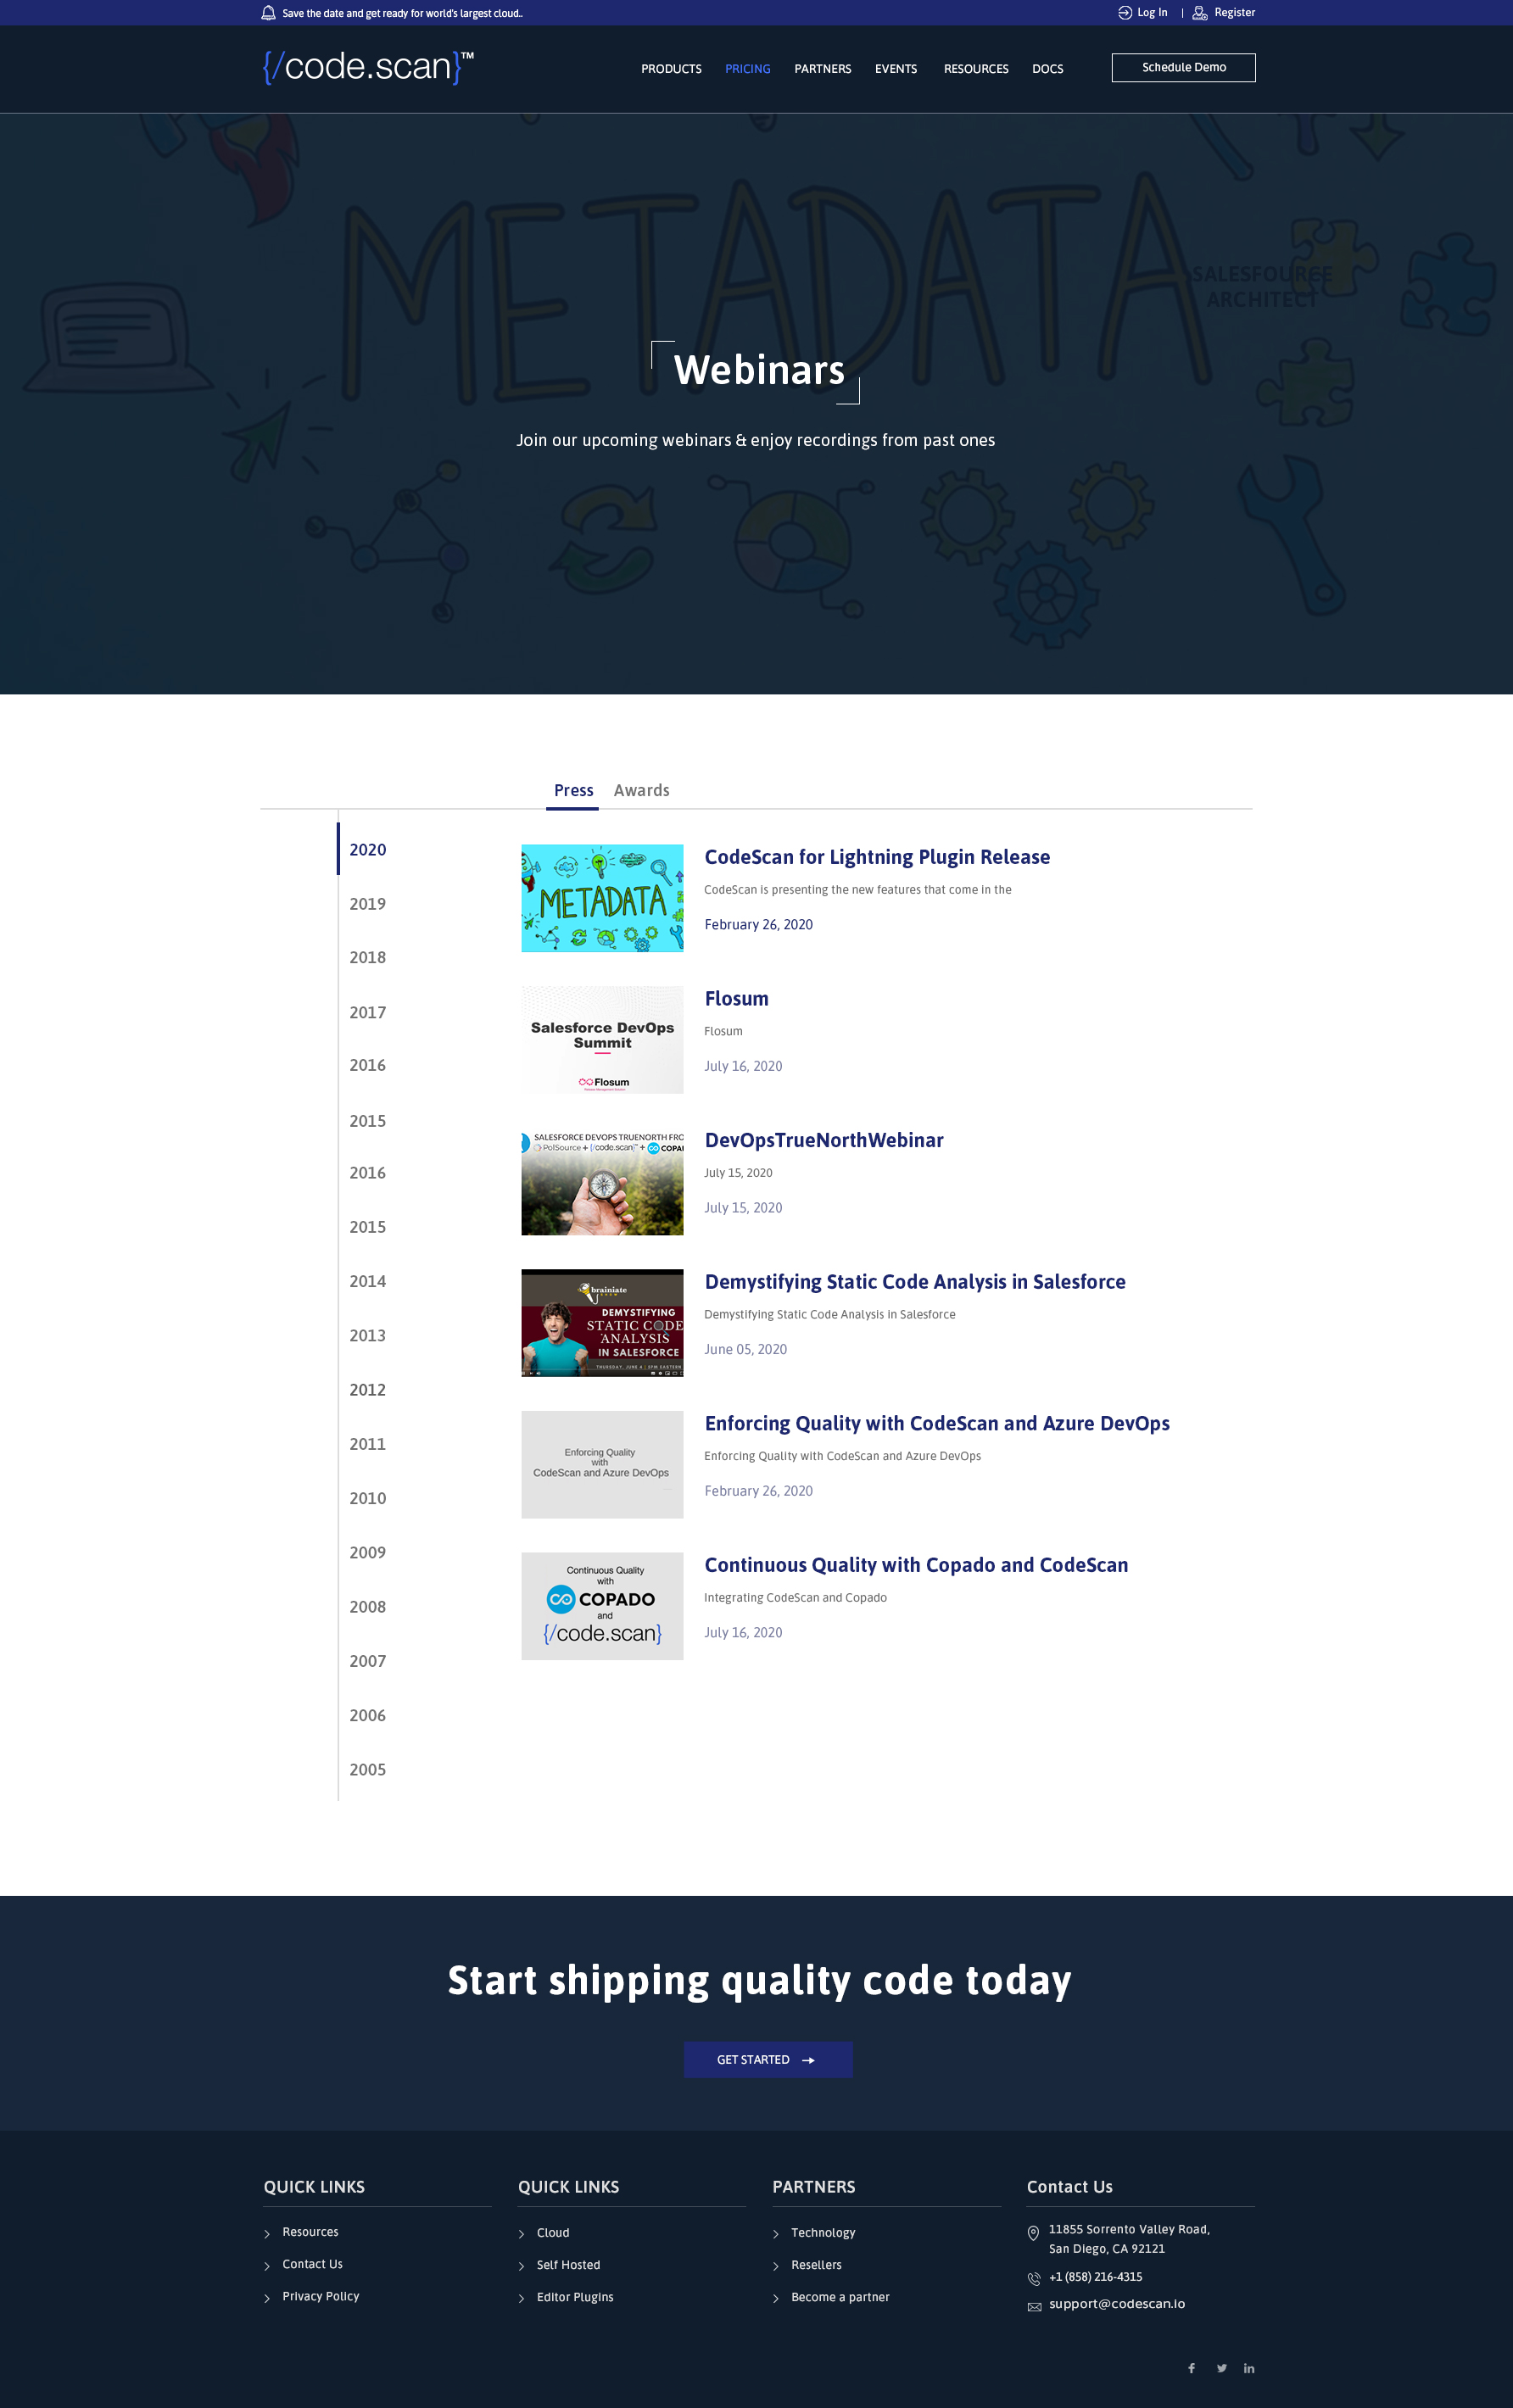 Save the date and get ready for world's largest cloud..
Log In | Register
{/code.scan}™
PRODUCTS PRICING PARTNERS EVENTS RESOURCES DOCS
Schedule Demo
METADATA
SALESFOURCE
ARCHITECT
Webinars
Join our upcoming webinars & enjoy recordings from past ones
Press Awards
2020
2019
2018
2017
2016
2015
2016
2015
2014
2013
2012
2011
2010
2009
2008
2007
2006
2005
METADATA
CodeScan for Lightning Plugin Release
CodeScan is presenting the new features that come in the
February 26, 2020
Salesforce DevOps
Summit
Flosum
Flosum
Flosum
July 16, 2020
SALESFORCE DEVOPS TRUENORTH FRO
PolSource + {/code.scan}™ + COPA
DevOpsTrueNorthWebinar
July 15, 2020
July 15, 2020
brainiate
SHOW
DEMYSTIFYING
STATIC CODE
ANALYSIS
IN SALESFORCE
THURSDAY, JUNE 4 | 3PM EASTERN
Demystifying Static Code Analysis in Salesforce
Demystifying Static Code Analysis in Salesforce
June 05, 2020
Enforcing Quality
with
CodeScan and Azure DevOps
Enforcing Quality with CodeScan and Azure DevOps
Enforcing Quality with CodeScan and Azure DevOps
February 26, 2020
Continuous Quality
with
COPADO
and
{/code.scan}
Continuous Quality with Copado and CodeScan
Integrating CodeScan and Copado
July 16, 2020
Start shipping quality code today
GET STARTED
QUICK LINKS
Resources
Contact Us
Privacy Policy
QUICK LINKS
Cloud
Self Hosted
Editor Plugins
PARTNERS
Technology
Resellers
Become a partner
Contact Us
11855 Sorrento Valley Road,
San Diego, CA 92121
+1 (858) 216-4315
support@codescan.io